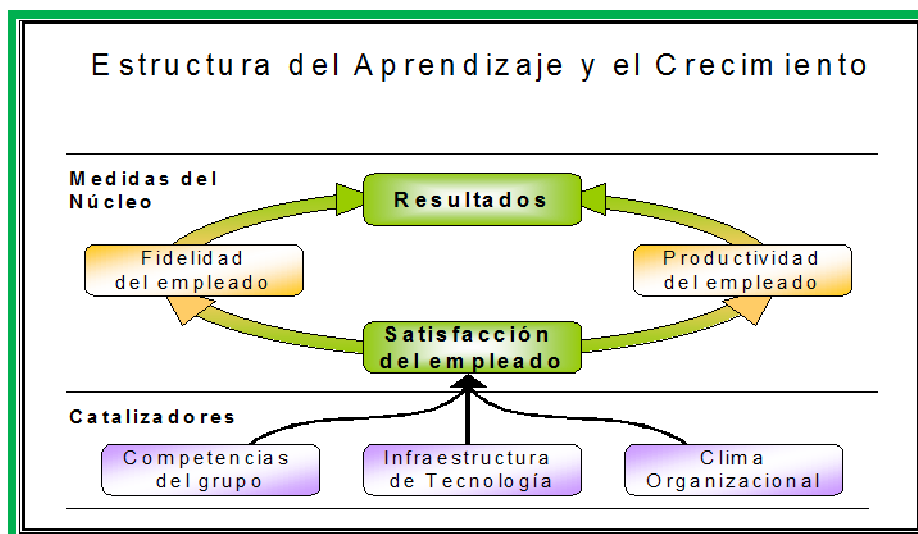 Estructura del Aprendizaje y el Crecimiento
Medidas del
Núcleo
Resultados
Fidelidad
del empleado
Productividad
del empleado
Satisfacción
del empleado
Catalizadores
Competencias
del grupo
Infraestructura
de Tecnología
Clima
Organizacional